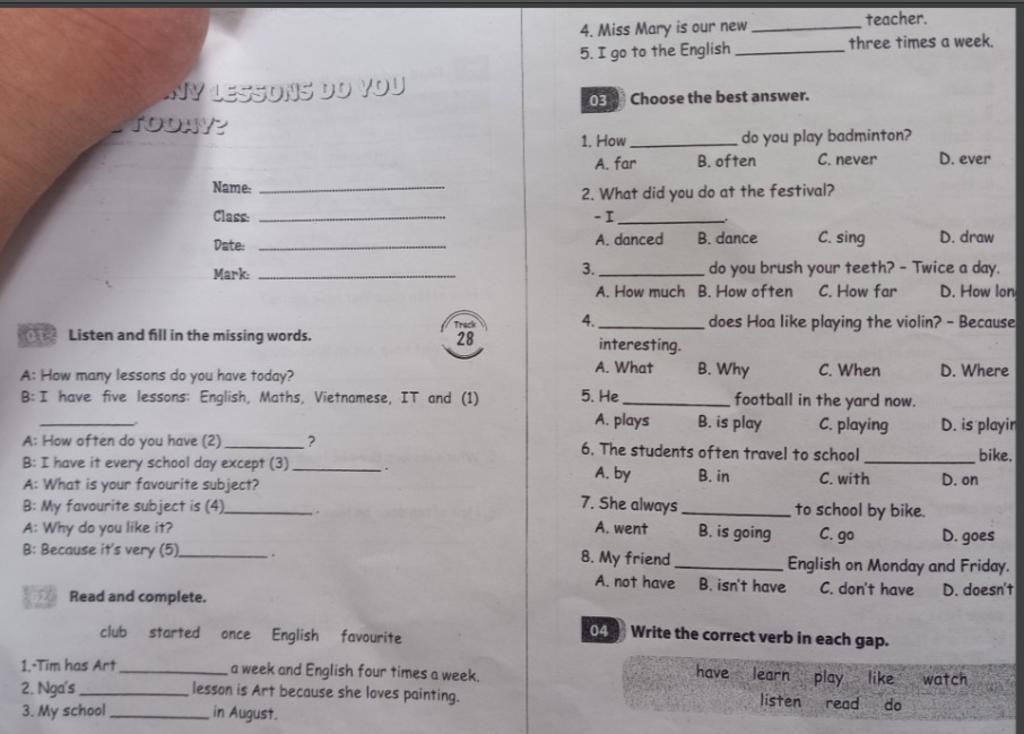 LESSONS DO YOU
TODAY?
Name:
Class:
Date:
Mark:
01 Listen and fill in the missing words.
Track
28
A: How many lessons do you have today?
B: I have five lessons: English, Maths, Vietnamese, IT and (1)
__________.
A: How often do you have (2) __________ ?
B: I have it every school day except (3) __________ .
A: What is your favourite subject?
B: My favourite subject is (4)__________ .
A: Why do you like it?
B: Because it's very (5)__________ .
02 Read and complete.
club started once English favourite
1. Tim has Art __________ a week and English four times a week.
2. Nga's __________ lesson is Art because she loves painting.
3. My school __________ in August.
4. Miss Mary is our new __________ teacher.
5. I go to the English __________ three times a week.
03 Choose the best answer.
1. How __________ do you play badminton?
A. far B. often C. never D. ever
2. What did you do at the festival?
- I __________.
A. danced B. dance C. sing D. draw
3. __________ do you brush your teeth? - Twice a day.
A. How much B. How often C. How far D. How lon
4. __________ does Hoa like playing the violin? - Because
interesting.
A. What B. Why C. When D. Where
5. He __________ football in the yard now.
A. plays B. is play C. playing D. is playin
6. The students often travel to school __________ bike.
A. by B. in C. with D. on
7. She always __________ to school by bike.
A. went B. is going C. go D. goes
8. My friend __________ English on Monday and Friday.
A. not have B. isn't have C. don't have D. doesn't
04 Write the correct verb in each gap.
have learn play like watch
listen read do